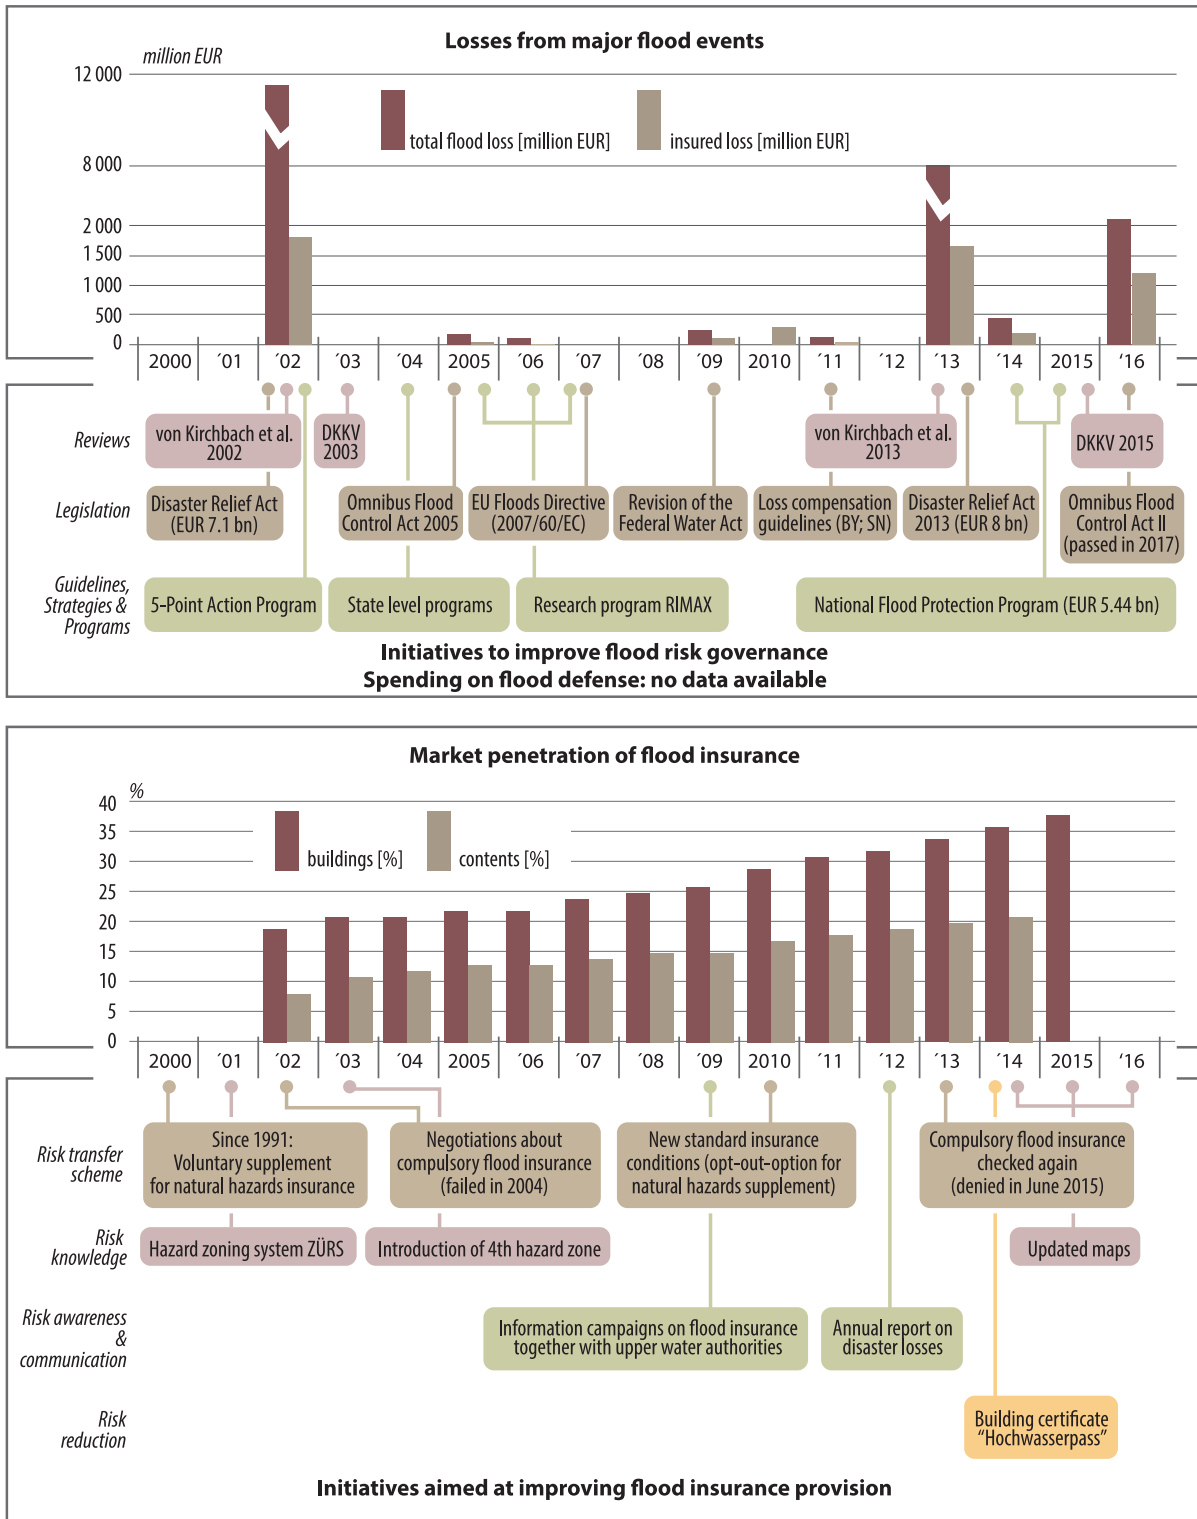 Losses from major flood events
million EUR
12 000
8 000
2 000
1 500
1 000
500
0
total flood loss [million EUR]
insured loss [million EUR]
2000 ´01 ´02 ´03 ´04 2005 ´06 ´07 ´08 ´09 2010 ´11 ´12 ´13 ´14 2015 ‘16
Reviews
von Kirchbach et al.
2002
DKKV
2003
von Kirchbach et al.
2013
DKKV 2015
Legislation
Disaster Relief Act
(EUR 7.1 bn)
Omnibus Flood
Control Act 2005
EU Floods Directive
(2007/60/EC)
Revision of the
Federal Water Act
Loss compensation
guidelines (BY; SN)
Disaster Relief Act
2013 (EUR 8 bn)
Omnibus Flood
Control Act II
(passed in 2017)
Guidelines,
Strategies &
Programs
5-Point Action Program
State level programs
Research program RIMAX
National Flood Protection Program (EUR 5.44 bn)
Initiatives to improve flood risk governance
Spending on flood defense: no data available
Market penetration of flood insurance
%
40
35
30
25
20
15
10
5
0
buildings [%]
contents [%]
2000 ´01 ´02 ´03 ´04 2005 ´06 ´07 ´08 ´09 2010 ´11 ´12 ´13 ´14 2015 ‘16
Risk transfer
scheme
Since 1991:
Voluntary supplement
for natural hazards insurance
Negotiations about
compulsory flood insurance
(failed in 2004)
New standard insurance
conditions (opt-out-option for
natural hazards supplement)
Compulsory flood insurance
checked again
(denied in June 2015)
Risk
knowledge
Hazard zoning system ZÜRS
Introduction of 4th hazard zone
Updated maps
Risk awareness
&
communication
Information campaigns on flood insurance
together with upper water authorities
Annual report on
disaster losses
Risk
reduction
Building certificate
“Hochwasserpass”
Initiatives aimed at improving flood insurance provision